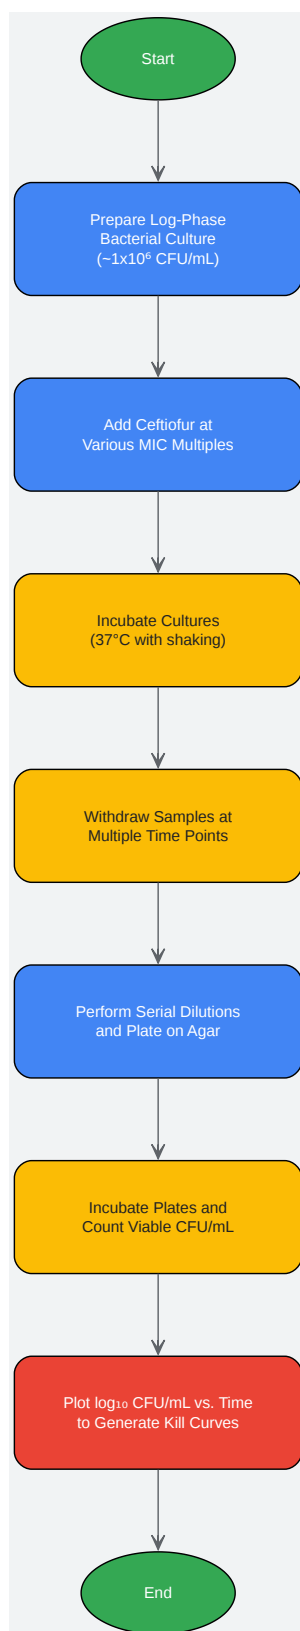 Start
Prepare Log-Phase
Bacterial Culture
(~1x10⁶ CFU/mL)
Add Ceftiofur at
Various MIC Multiples
Incubate Cultures
(37°C with shaking)
Withdraw Samples at
Multiple Time Points
Perform Serial Dilutions
and Plate on Agar
Incubate Plates and
Count Viable CFU/mL
Plot log₁₀ CFU/mL vs. Time
to Generate Kill Curves
End